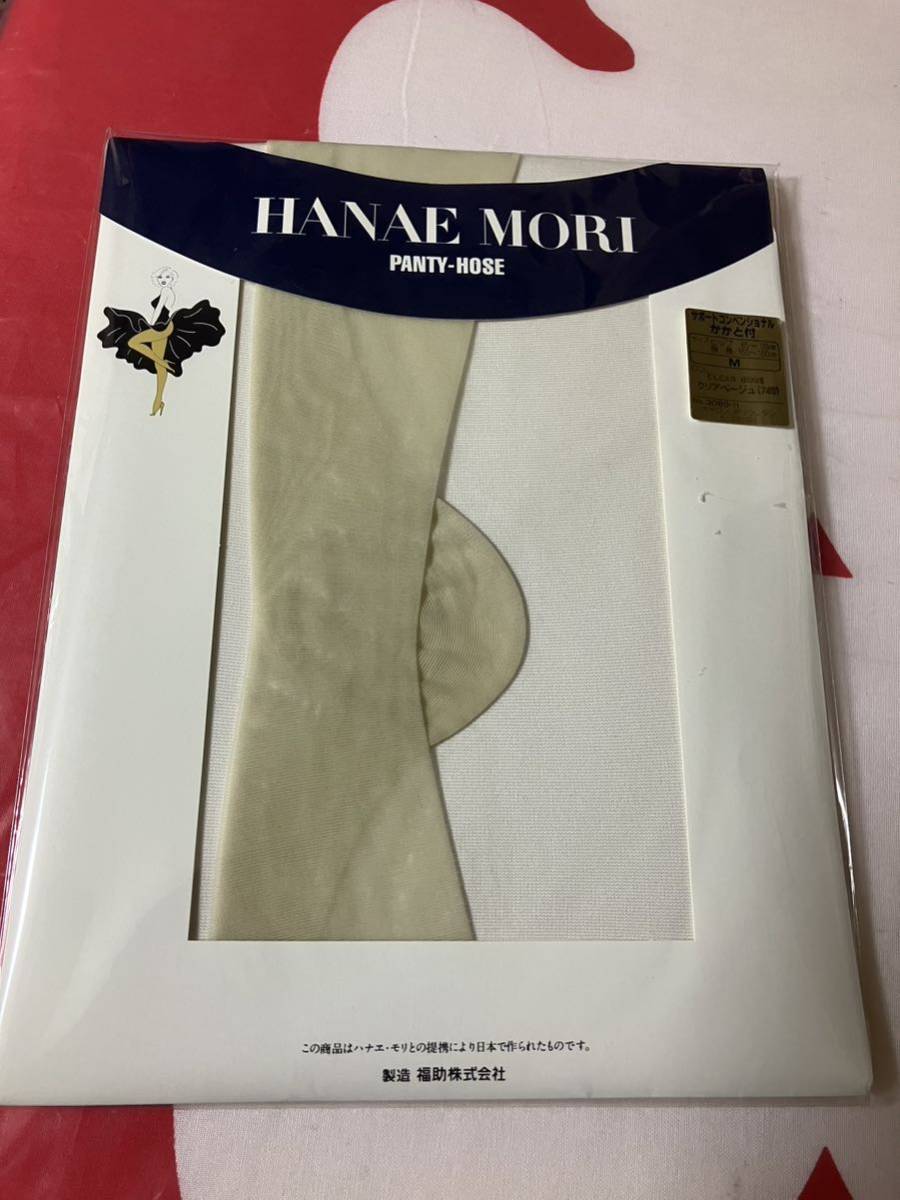 HANAE MORI
PANTY-HOSE
サポートコンベンショナル
かかと付
M
クリアベージュ
この商品はハナエ・モリとの提携により日本で作られたものです。
製造 福助株式会社